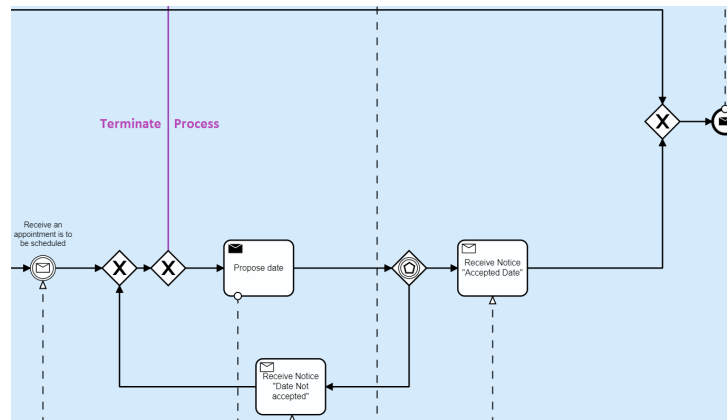 Terminate Process
Receive an
appointment is to
be scheduled
X
X
X
Propose date
Receive Notice
"Accepted Date"
Receive Notice
"Date Not
accepted"